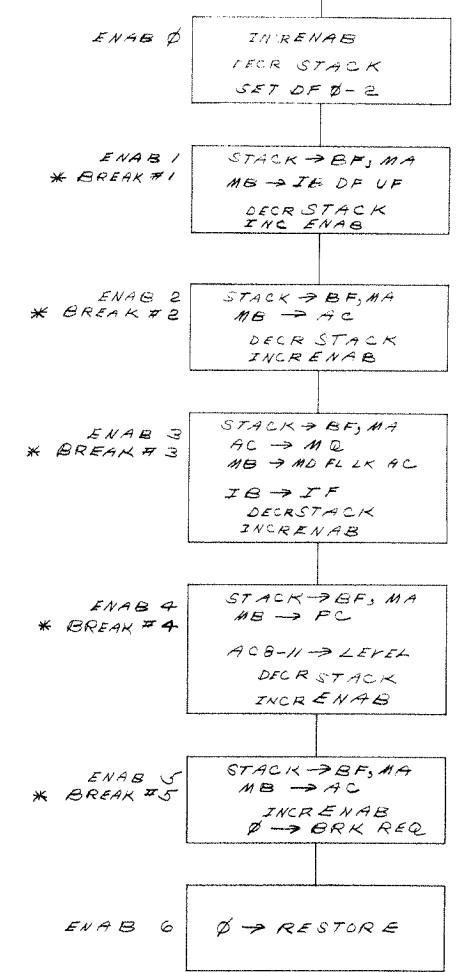 ENAB Ø
INCRENAB
DECR STACK
SET DF Ø-2
ENAB 1
* BREAK #1
STACK → BF, MA
MB → IB DF UF
DECR STACK
INC ENAB
ENAB 2
* BREAK #2
STACK → BF, MA
MB → AC
DECR STACK
INCRENAB
ENAB 3
* BREAK #3
STACK → BF, MA
AC → MQ
MB → MD FL LK AC
IB → IF
DECRSTACK
INCRENAB
ENAB 4
* BREAK #4
STACK → BF, MA
MB → PC
AC8-11 → LEVEL
DECR STACK
INCR ENAB
ENAB 5
* BREAK #5
STACK → BF, MA
MB → AC
INCRENAB
Ø → BRK REQ
ENAB 6
Ø → RESTORE